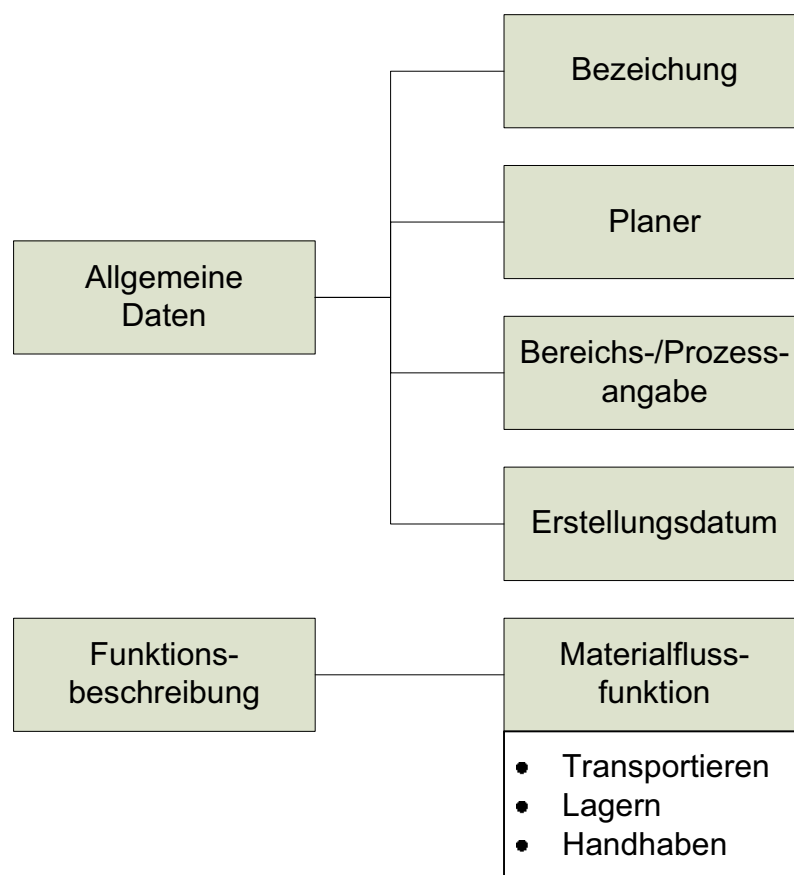 Allgemeine
Daten
Bezeichung
Planer
Bereichs-/Prozess-
angabe
Erstellungsdatum
Funktions-
beschreibung
Materialfluss-
funktion
• Transportieren
• Lagern
• Handhaben